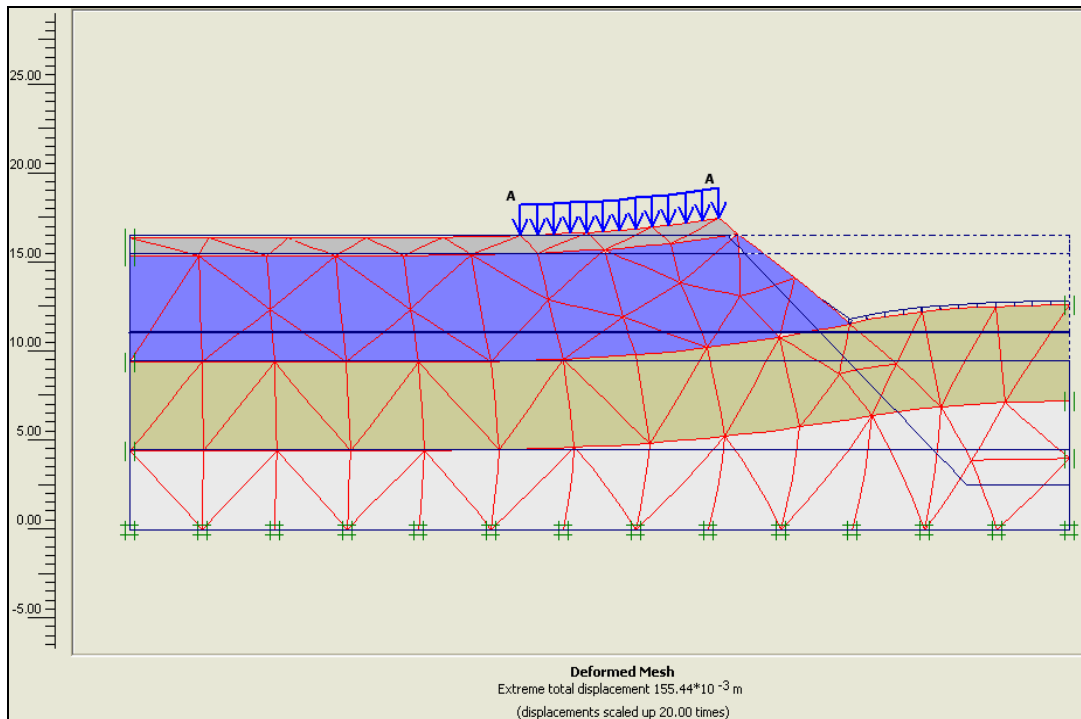 25.00
20.00
15.00
10.00
5.00
0.00
-5.00
A
A
Deformed Mesh
Extreme total displacement 155.44*10 -3 m
(displacements scaled up 20.00 times)